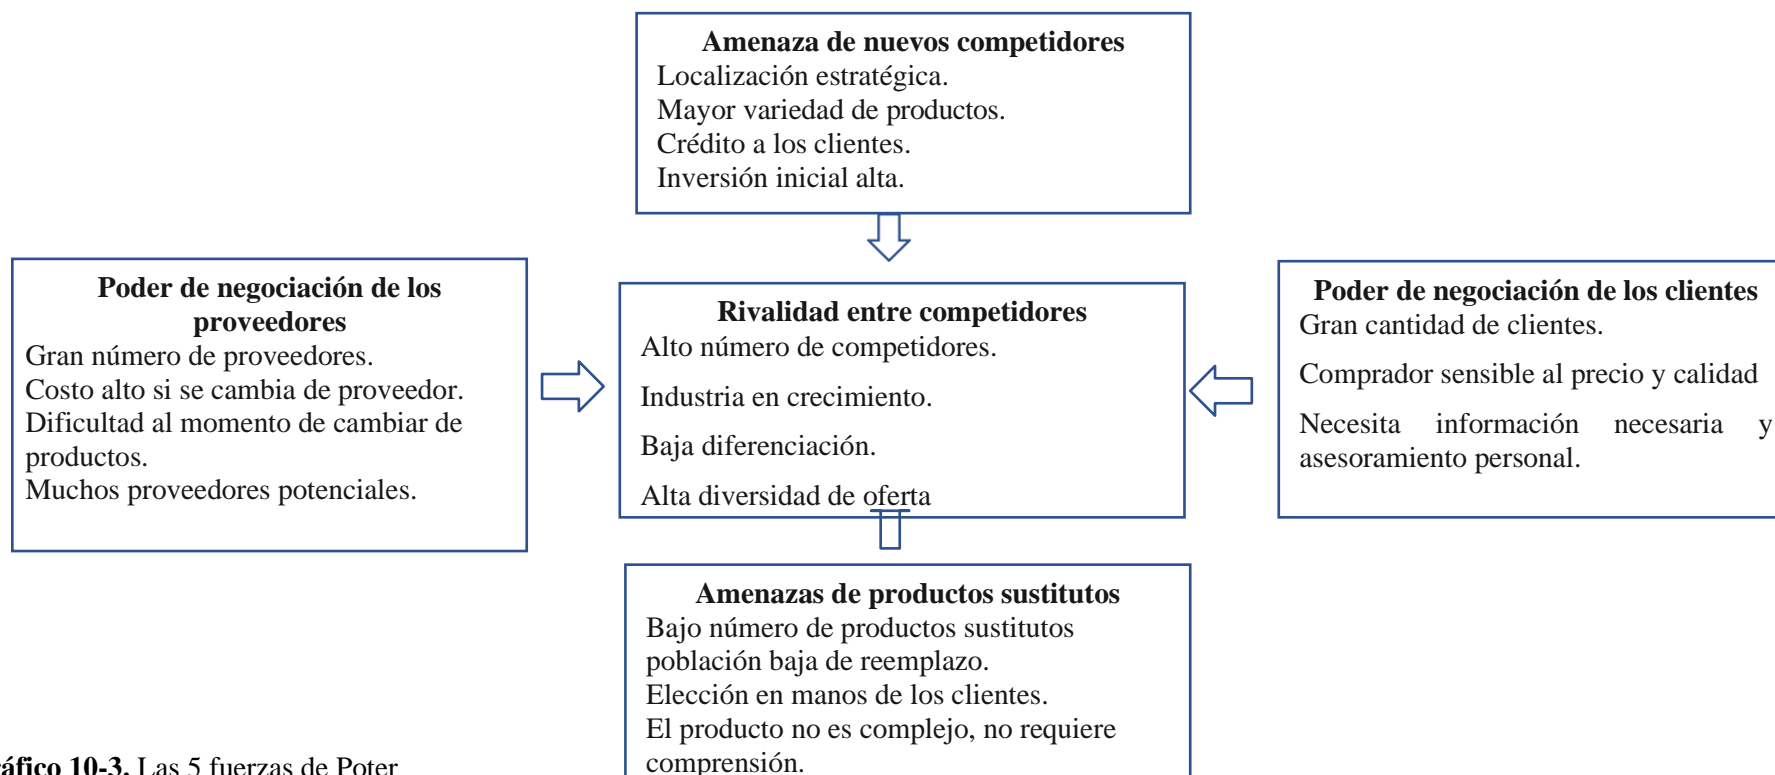 Amenaza de nuevos competidores
Localización estratégica.
Mayor variedad de productos.
Crédito a los clientes.
Inversión inicial alta.
Poder de negociación de los
proveedores
Gran número de proveedores.
Costo alto si se cambia de proveedor.
Dificultad al momento de cambiar de
productos.
Muchos proveedores potenciales.
Rivalidad entre competidores
Alto número de competidores.
Industria en crecimiento.
Baja diferenciación.
Alta diversidad de oferta
Poder de negociación de los clientes
Gran cantidad de clientes.
Comprador sensible al precio y calidad
Necesita información necesaria y
asesoramiento personal.
Amenazas de productos sustitutos
Bajo número de productos sustitutos
población baja de reemplazo.
Elección en manos de los clientes.
El producto no es complejo, no requiere
comprensión.
ráfico 10-3. Las 5 fuerzas de Poter